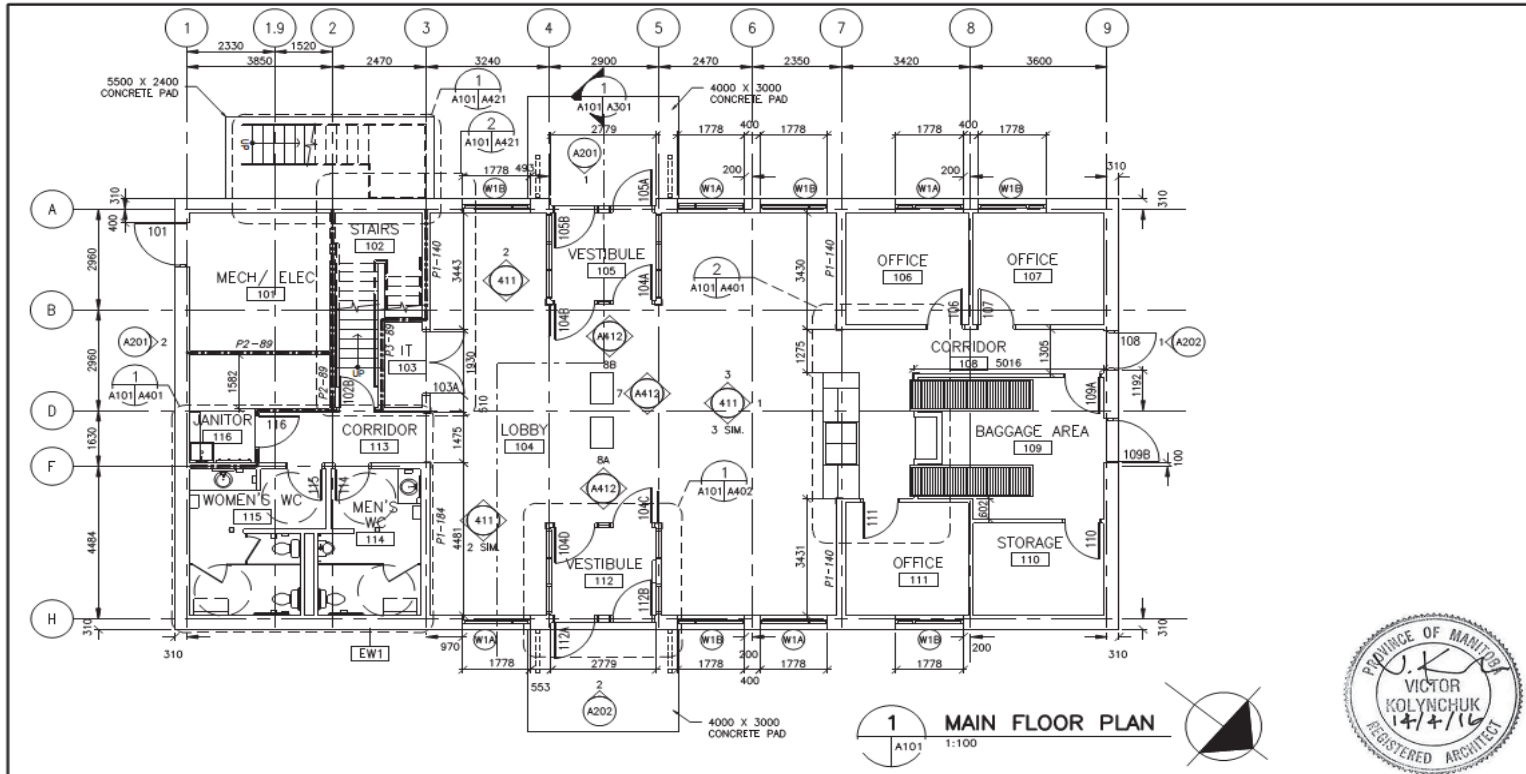 1 1.9 2 3 4 5 6 7 8 9
2330 1520
3850 2470 3240 2900 2470 2350 3420 3600
5500 X 2400
CONCRETE PAD
1
A101 A421
1
A101 A301
4000 X 3000
CONCRETE PAD
2
A101 A421
2779 1778 400 1778 1778 400 1778
UP
A201
1
1778 493 200 200 310
W1B W1A W1B W1A W1B
310
A
400
101
105A
310
STAIRS
102
105B
2960
MECH/ ELEC
101
P1-140
3443
2
411
VESTIBULE
105
104A
3430
P1-140
OFFICE
106
OFFICE
107
2
A101 A401
106 107
B
104B
A201 2
P2-89
P3-89
IT
103
1930
A412
8B
1275
CORRIDOR
108
5016
1305
108
1 A202
2960
1
A101 A401
1582
P2-89
UP
102B
103A
510
7 A412
3
411 1
3 SIM.
109A
1192
D
JANITOR
116
116
CORRIDOR
113
1475
LOBBY
104
BAGGAGE AREA
109
109B
1630
8A
F
100
A412
1
A101 A402
WOMEN'S WC
115
115 114
MEN'S
WC
114
P1-184
4481
411
2 SIM.
104C
104D
3431
P1-140
111
602
STORAGE
110
110
4484
VESTIBULE
112
112B
OFFICE
111
H
310
112A
W1A W1B W1A W1B
310
310
EW1
970 200 200 310
1778 2779 1778 1778 1778
553 400
2
A202
4000 X 3000
CONCRETE PAD
1
A101
MAIN FLOOR PLAN
1:100
PROVINCE OF MANITOBA
VICTOR
KOLYNCHUK
14/4/16
REGISTERED ARCHITECT